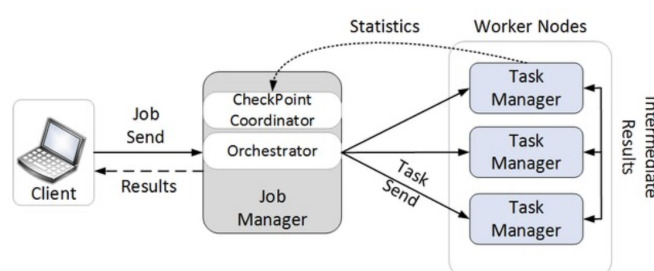 Statistics
Worker Nodes
Client
Job
Send
Results
CheckPoint
Coordinator
Orchestrator
Job
Manager
Task
Send
Task
Manager
Task
Manager
Task
Manager
Intermediate
Results